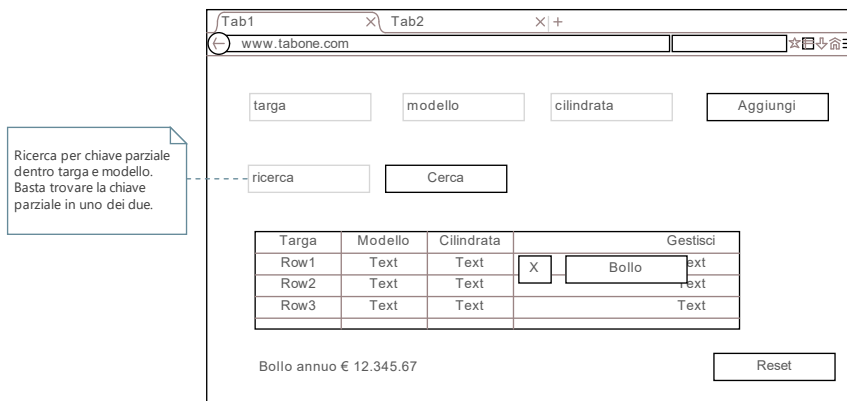 Tab1 Tab2
www.tabone.com
targa modello cilindrata Aggiungi
Ricerca per chiave parziale
dentro targa e modello.
Basta trovare la chiave
parziale in uno dei due.
ricerca Cerca
Targa Modello Cilindrata Gestisci
Row1 Text Text X Bollo ext
Row2 Text Text Text
Row3 Text Text Text
Bollo annuo € 12.345.67 Reset